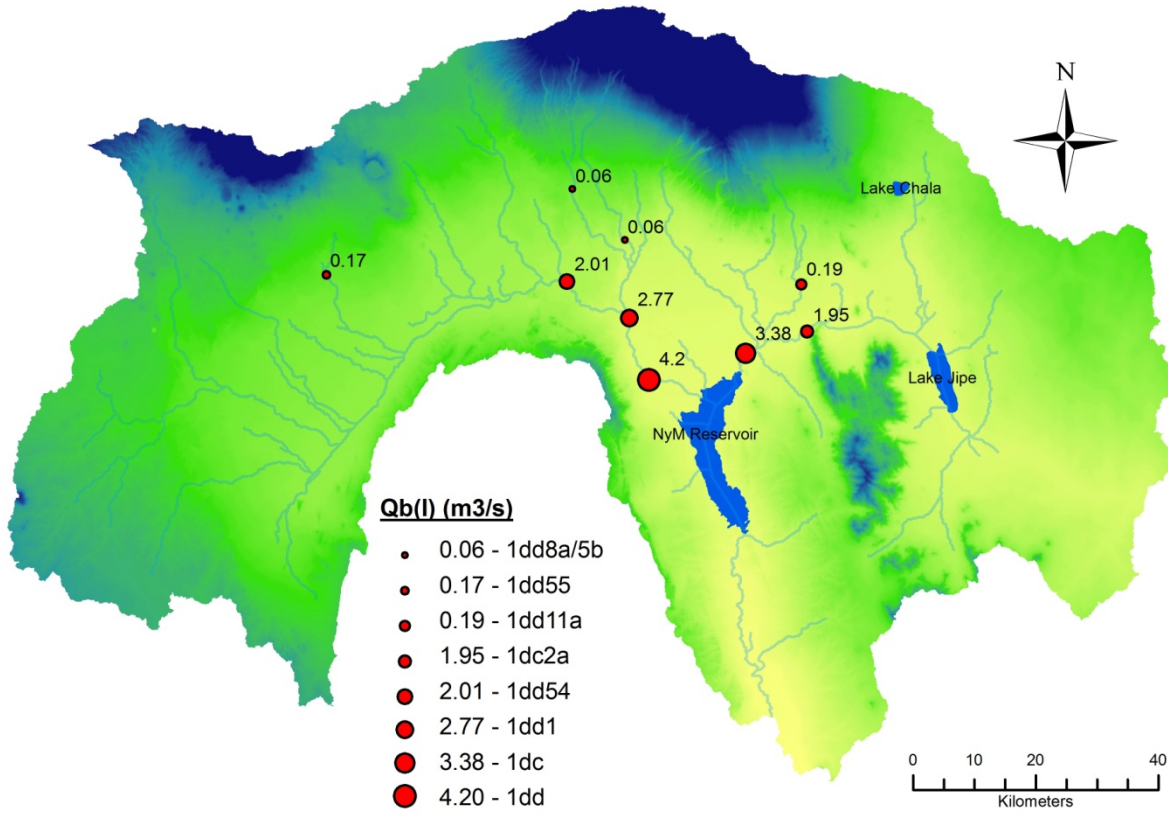 N
Lake Chala
0.06
0.06
0.17
2.01
0.19
2.77
1.95
3.38
4.2
Lake Jipe
NyM Reservoir
Qb(I) (m3/s)
0.06 - 1dd8a/5b
0.17 - 1dd55
0.19 - 1dd11a
1.95 - 1dc2a
2.01 - 1dd54
2.77 - 1dd1
3.38 - 1dc
4.20 - 1dd
0 10 20 40
Kilometers